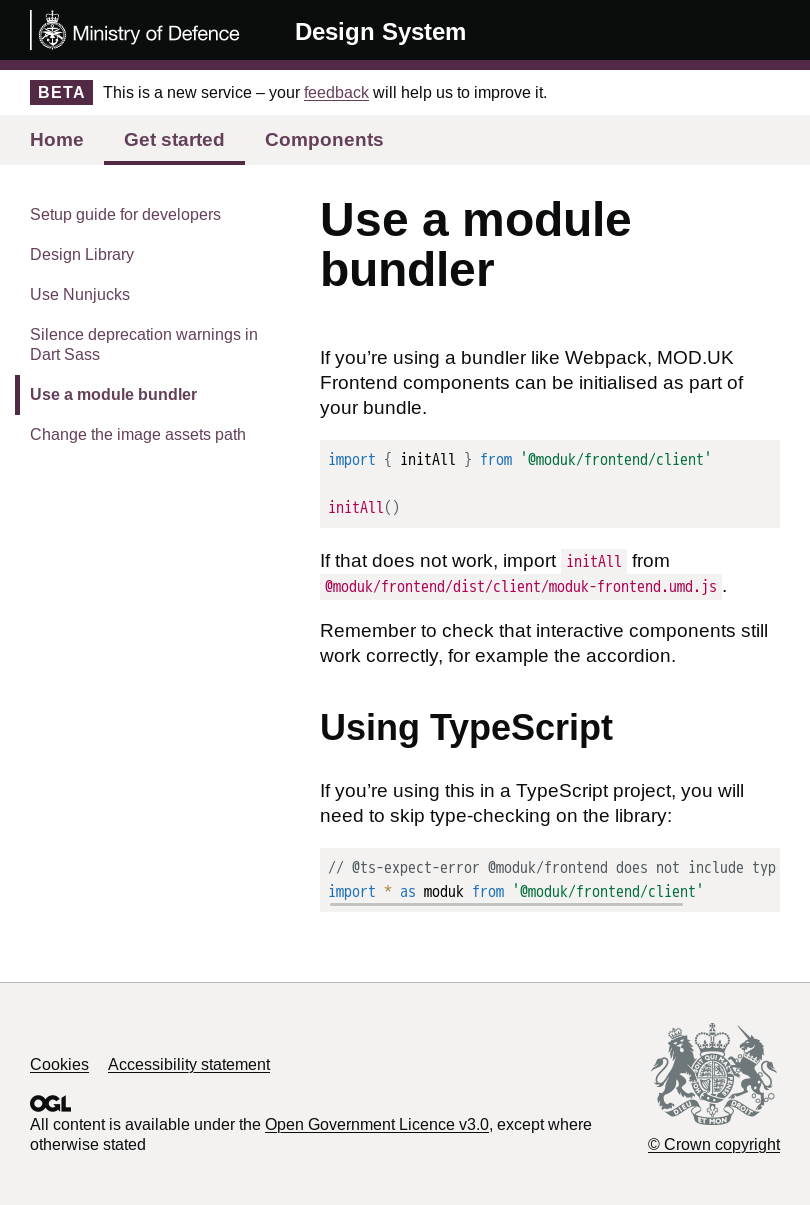 Ministry of Defence
Design System
BETA This is a new service – your feedback will help us to improve it.
Home Get started Components
Setup guide for developers
Design Library
Use Nunjucks
Silence deprecation warnings in
Dart Sass
Use a module bundler
Change the image assets path
Use a module
bundler
If you’re using a bundler like Webpack, MOD.UK
Frontend components can be initialised as part of
your bundle.
import { initAll } from '@moduk/frontend/client'
initAll()
If that does not work, import initAll from
@moduk/frontend/dist/client/moduk-frontend.umd.js.
Remember to check that interactive components still
work correctly, for example the accordion.
Using TypeScript
If you’re using this in a TypeScript project, you will
need to skip type-checking on the library:
// @ts-expect-error @moduk/frontend does not include typ
import * as moduk from '@moduk/frontend/client'
Cookies Accessibility statement
OGL
All content is available under the Open Government Licence v3.0, except where
otherwise stated
DIEU ET MON DROIT
© Crown copyright